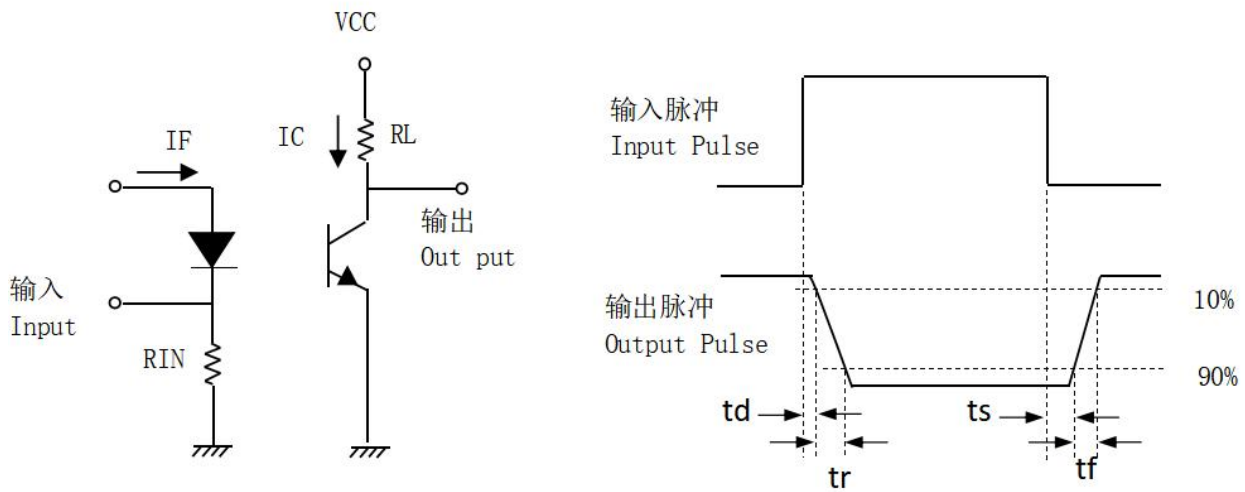 VCC
IF
IC
RL
输出
Out put
输入
Input
RIN
输入脉冲
Input Pulse
输出脉冲
Output Pulse
10%
90%
td
ts
tr
tf